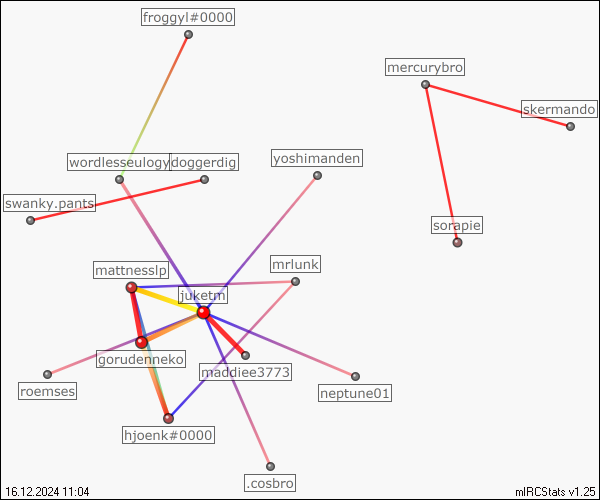 froggyl#0000
mercurybro
skermando
wordlesseulogy
doggerdig
yoshimanden
swanky.pants
sorapie
mattnesslp
mrlunk
juketm
gorudenneko
maddiee3773
roemses
neptune01
hjoenk#0000
.cosbro
16.12.2024 11:04
mIRCStats v1.25